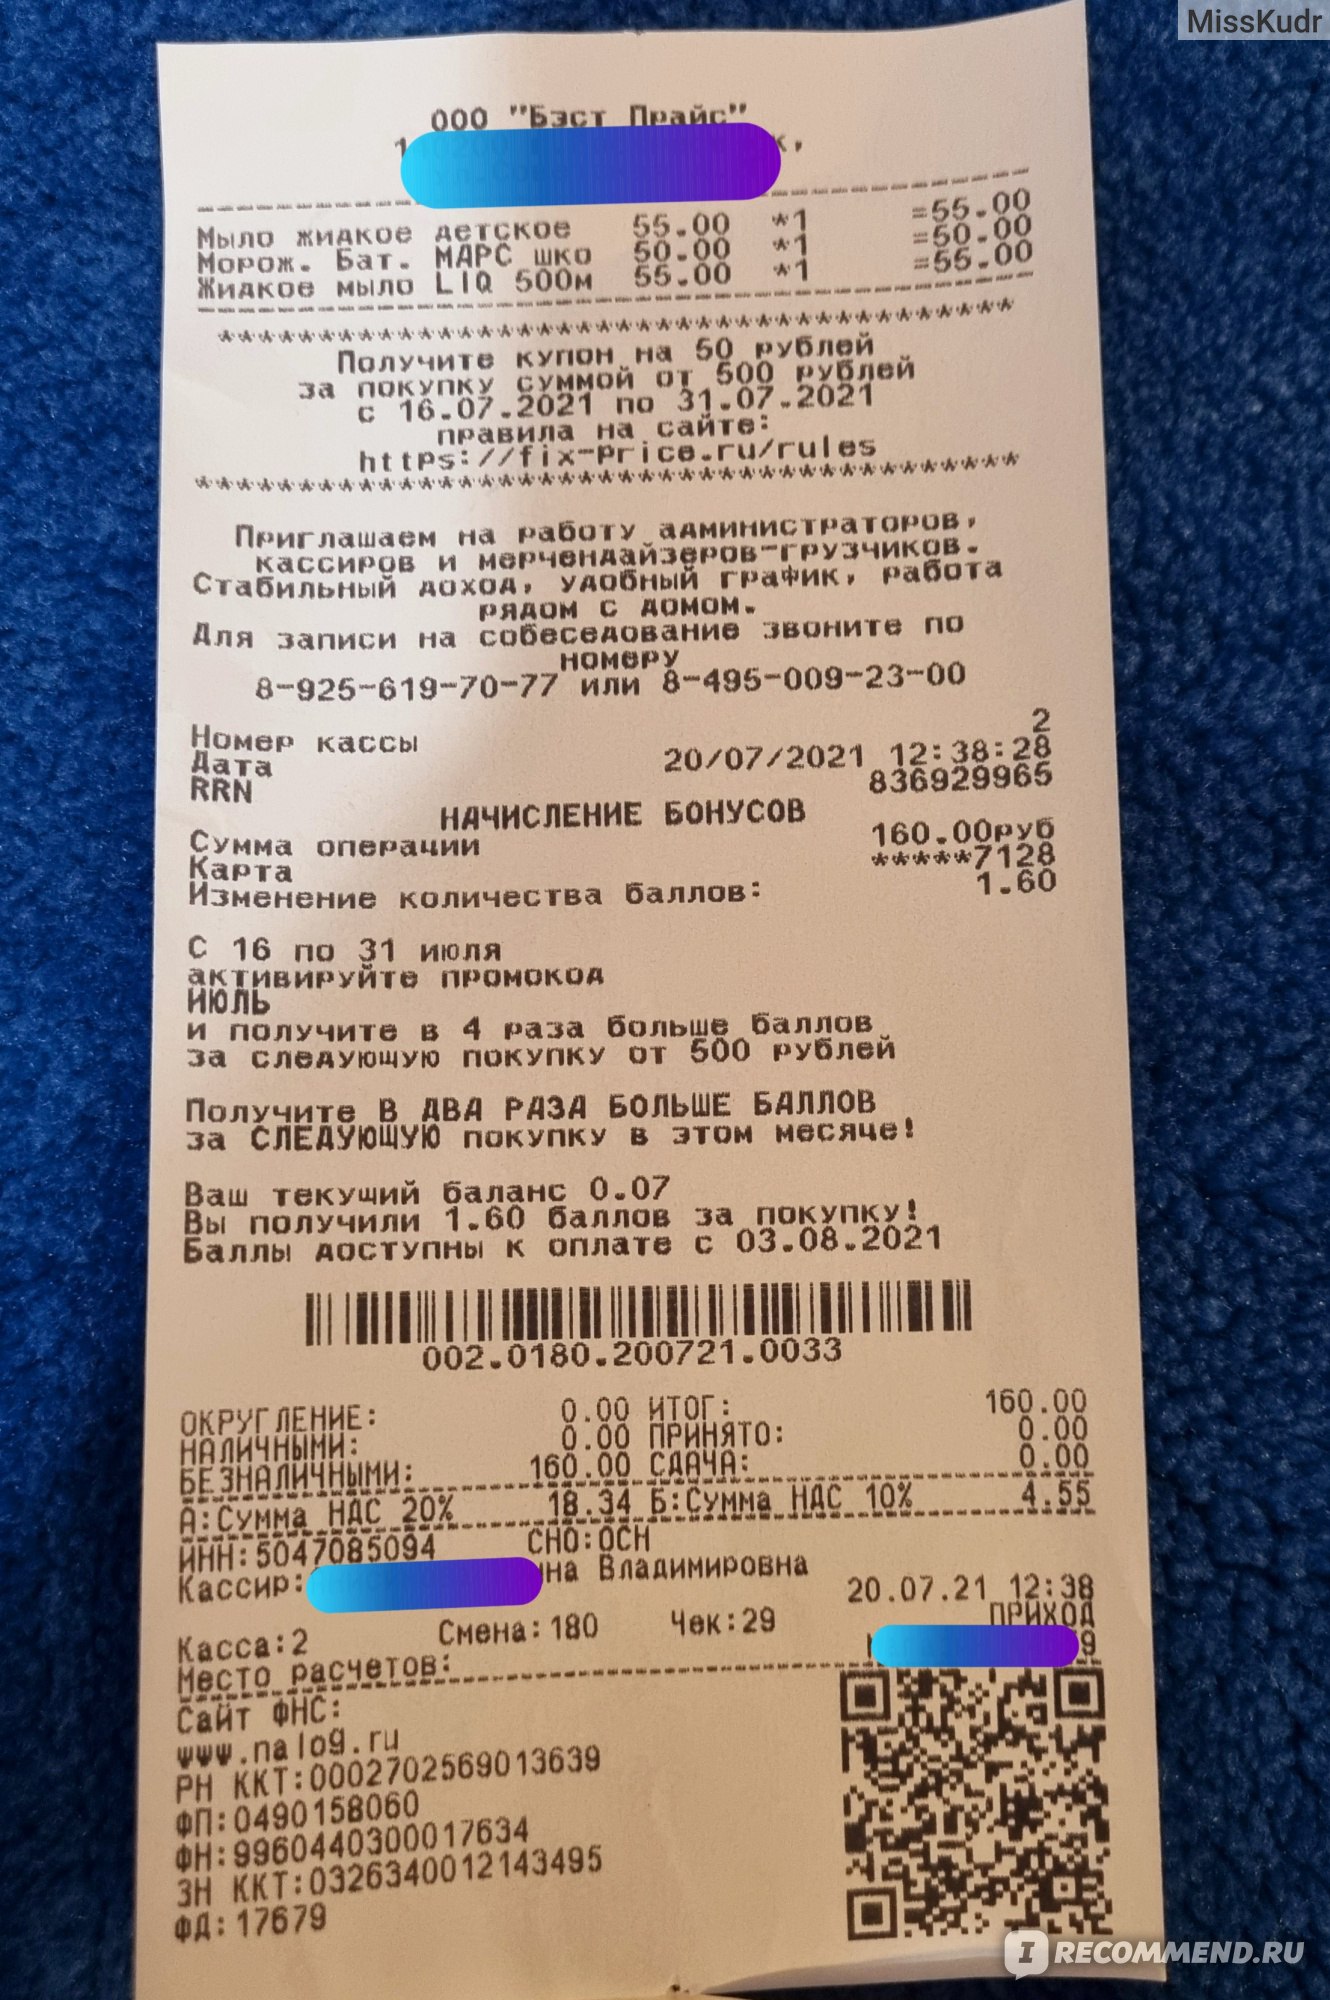 MissKudr
ООО "Бэст Прайс"
Мыло жидкое детское 55.00 *1 =55.00
Морож. Бат. МАРС шко 50.00 *1 =50.00
Жидкое мыло LIQ 500м 55.00 *1 =55.00
****************************************
Получите купон на 50 рублей
за покупку суммой от 500 рублей
с 16.07.2021 по 31.07.2021
правила на сайте:
https://fix-price.ru/rules
****************************************
Приглашаем на работу администраторов,
кассиров и мерчендайзеров-грузчиков.
Стабильный доход, удобный график, работа
рядом с домом.
Для записи на собеседование звоните по
номеру
8-925-619-70-77 или 8-495-009-23-00
Номер кассы 2
Дата 20/07/2021 12:38:28
RRN 836929965
НАЧИСЛЕНИЕ БОНУСОВ
Сумма операции 160.00руб
Карта *****7128
Изменение количества баллов: 1.60
С 16 по 31 июля
активируйте промокод
ИЮЛЬ
и получите в 4 раза больше баллов
за следующую покупку от 500 рублей
Получите В ДВА РАЗА БОЛЬШЕ БАЛЛОВ
за СЛЕДУЮЩУЮ покупку в этом месяце!
Ваш текущий баланс 0.07
Вы получили 1.60 баллов за покупку!
Баллы доступны к оплате с 03.08.2021
002.0180.200721.0033
ОКРУГЛЕНИЕ: 0.00 ИТОГ: 160.00
НАЛИЧНЫМИ: 0.00 ПРИНЯТО: 0.00
БЕЗНАЛИЧНЫМИ: 160.00 СДАЧА: 0.00
А:Сумма НДС 20% 18.34 Б:Сумма НДС 10% 4.55
ИНН:5047085094 СНО:ОСН
Кассир: на Владимировна
20.07.21 12:38
ПРИХОД
Касса:2 Смена:180 Чек:29
Место расчетов: 9
Сайт ФНС:
www.nalog.ru
РН ККТ:0002702569013639
ФП:0490158060
ФН:9960440300017634
ЗН ККТ:0326340012143495
ФД:17679
I RECOMMEND.RU